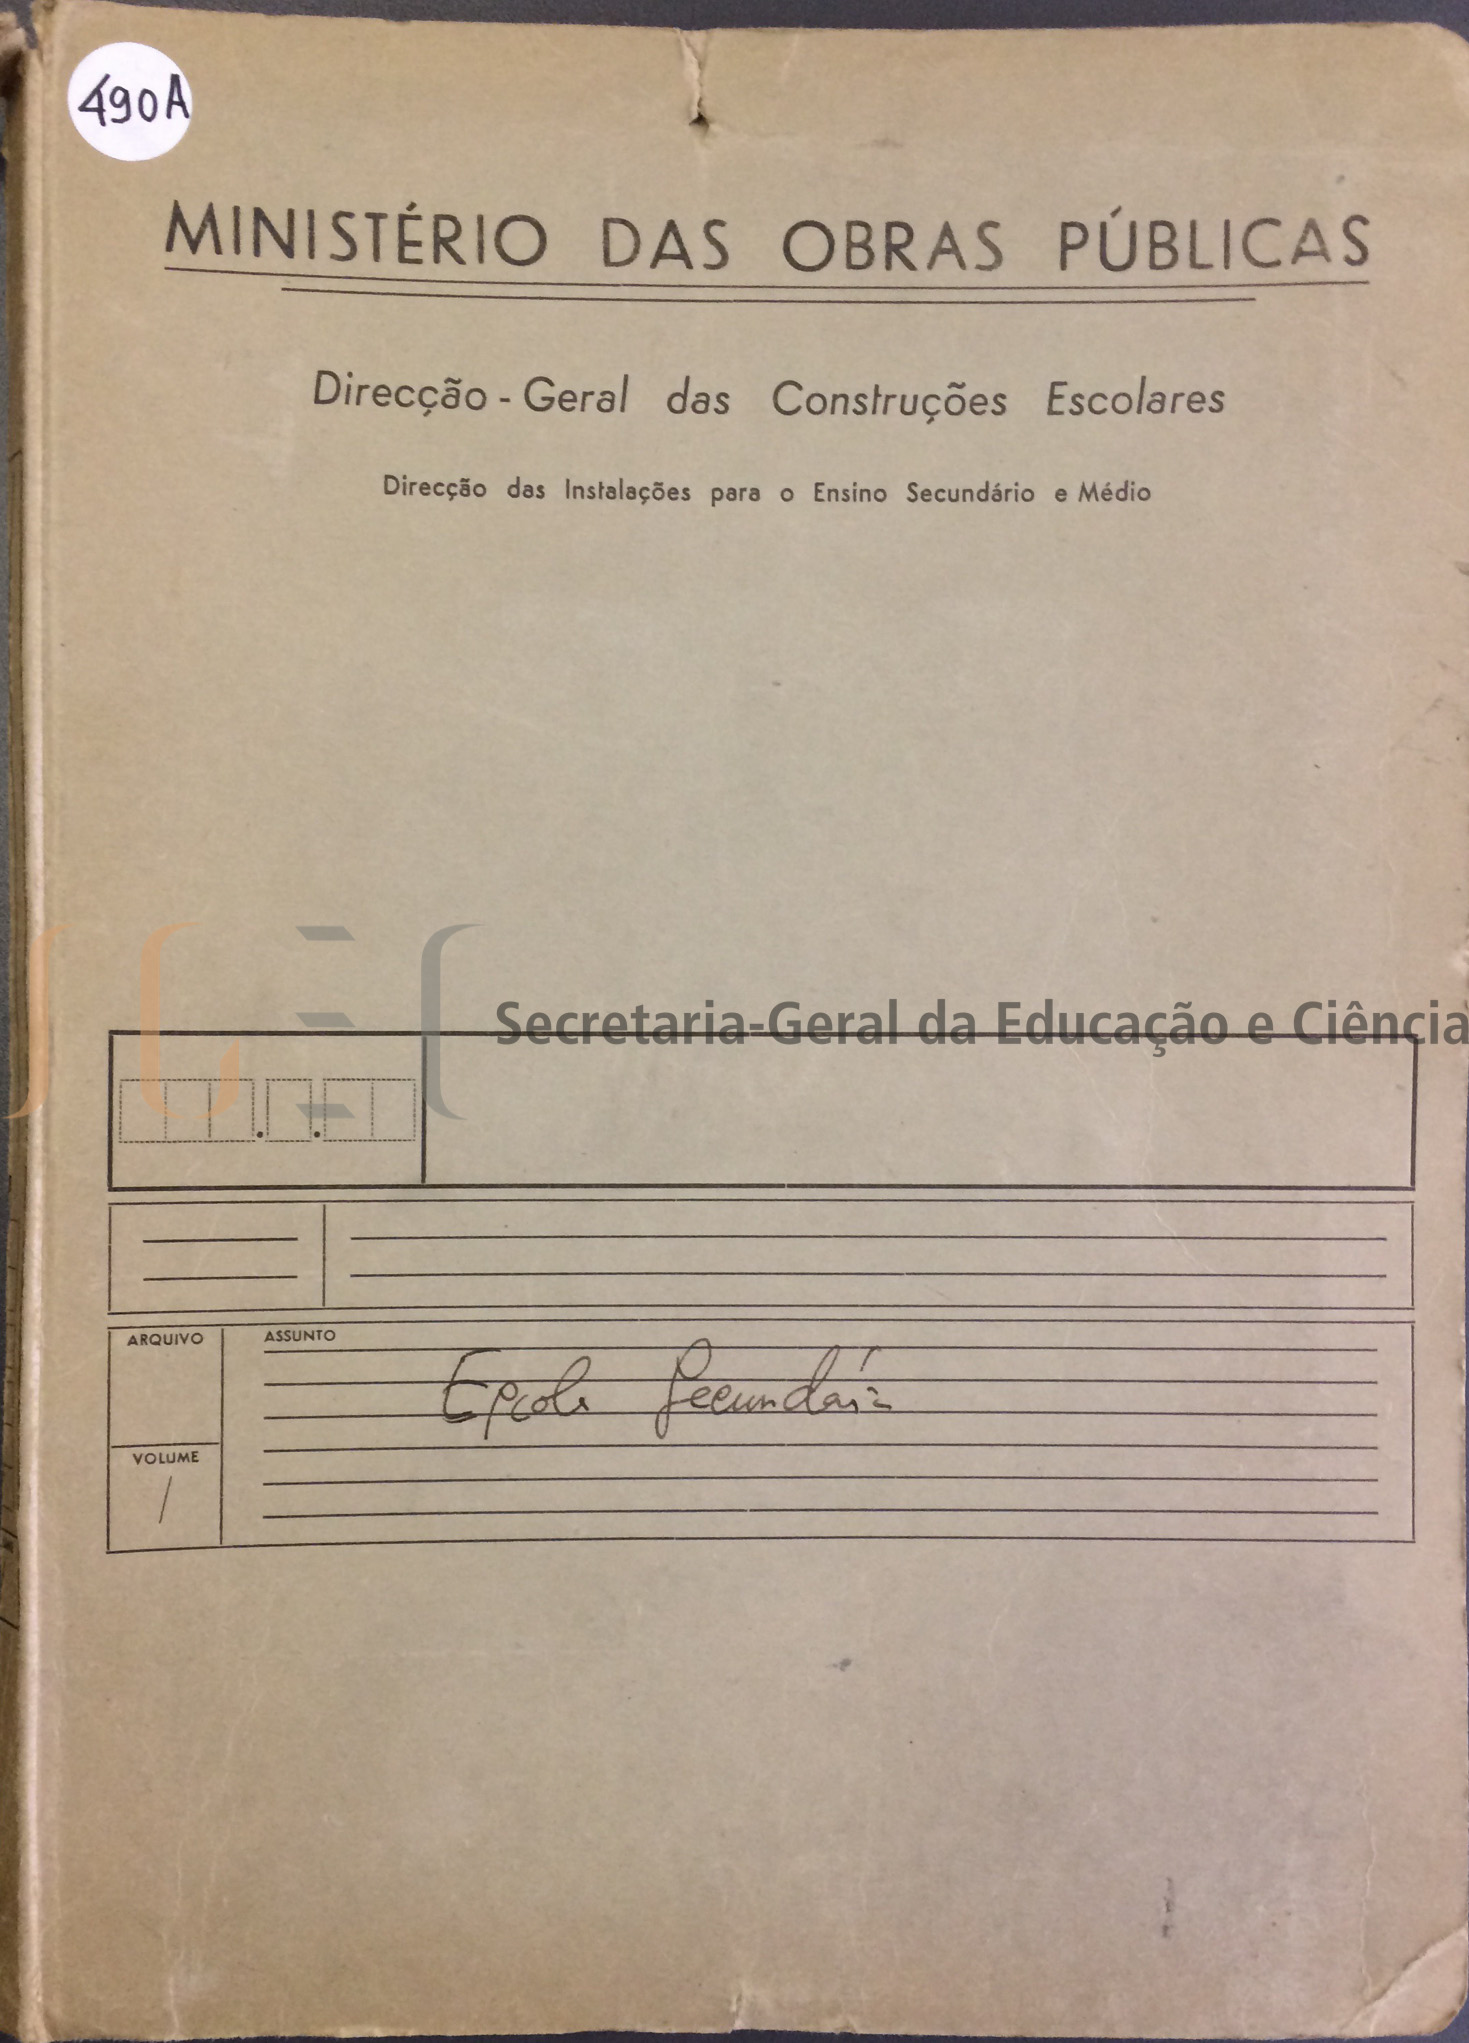 490A
MINISTÉRIO DAS OBRAS PÚBLICAS
Direcção - Geral das Construções Escolares
Direcção das Instalações para o Ensino Secundário e Médio
Secretaria-Geral da Educação e Ciência
ARQUIVO
ASSUNTO
Escola Secundária
VOLUME
1